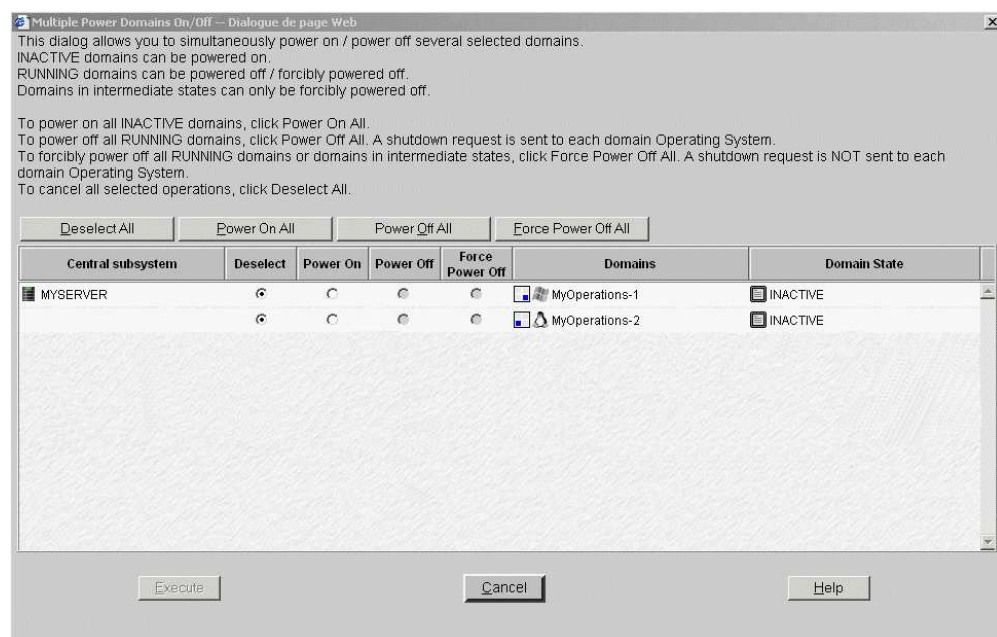 Multiple Power Domains On/Off -- Dialogue de page Web
This dialog allows you to simultaneously power on / power off several selected domains.
INACTIVE domains can be powered on.
RUNNING domains can be powered off / forcibly powered off.
Domains in intermediate states can only be forcibly powered off.
To power on all INACTIVE domains, click Power On All.
To power off all RUNNING domains, click Power Off All. A shutdown request is sent to each domain Operating System.
To forcibly power off all RUNNING domains or domains in intermediate states, click Force Power Off All. A shutdown request is NOT sent to each
domain Operating System.
To cancel all selected operations, click Deselect All.
Deselect All Power On All Power Off All Force Power Off All
Central subsystem Deselect Power On Power Off Force Power Off Domains Domain State
MYSERVER MyOperations-1 INACTIVE
MyOperations-2 INACTIVE
Execute Cancel Help